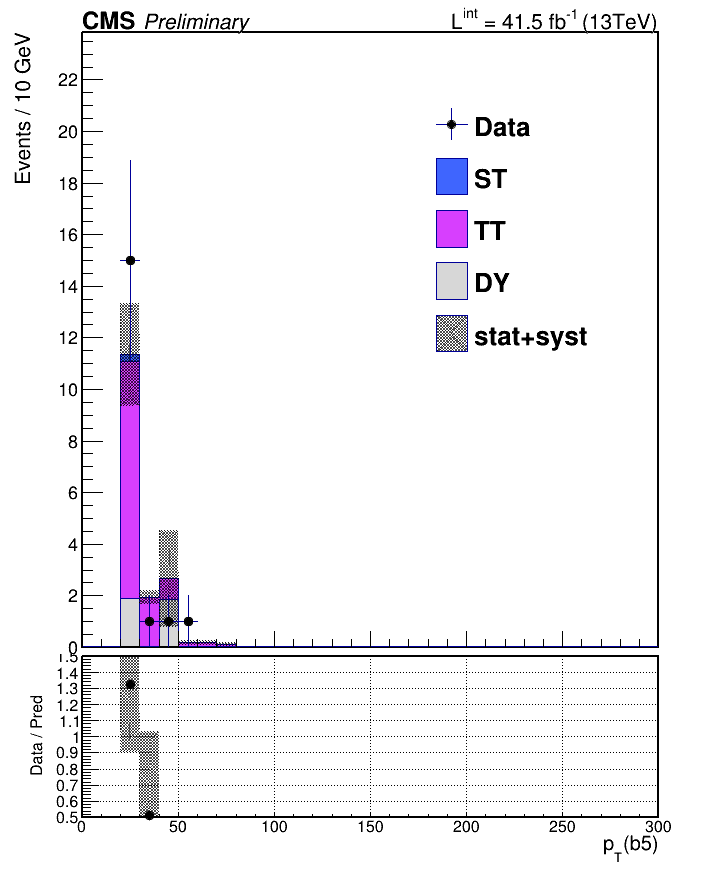 CMS Preliminary
L^int = 41.5 fb^-1 (13TeV)
Events / 10 GeV
22
20
18
16
14
12
10
8
6
4
2
0
Data
ST
TT
DY
stat+syst
Data / Pred
1.5
1.4
1.3
1.2
1.1
1
0.9
0.8
0.7
0.6
0.5
0 50 100 150 200 250 300
p_T(b5)